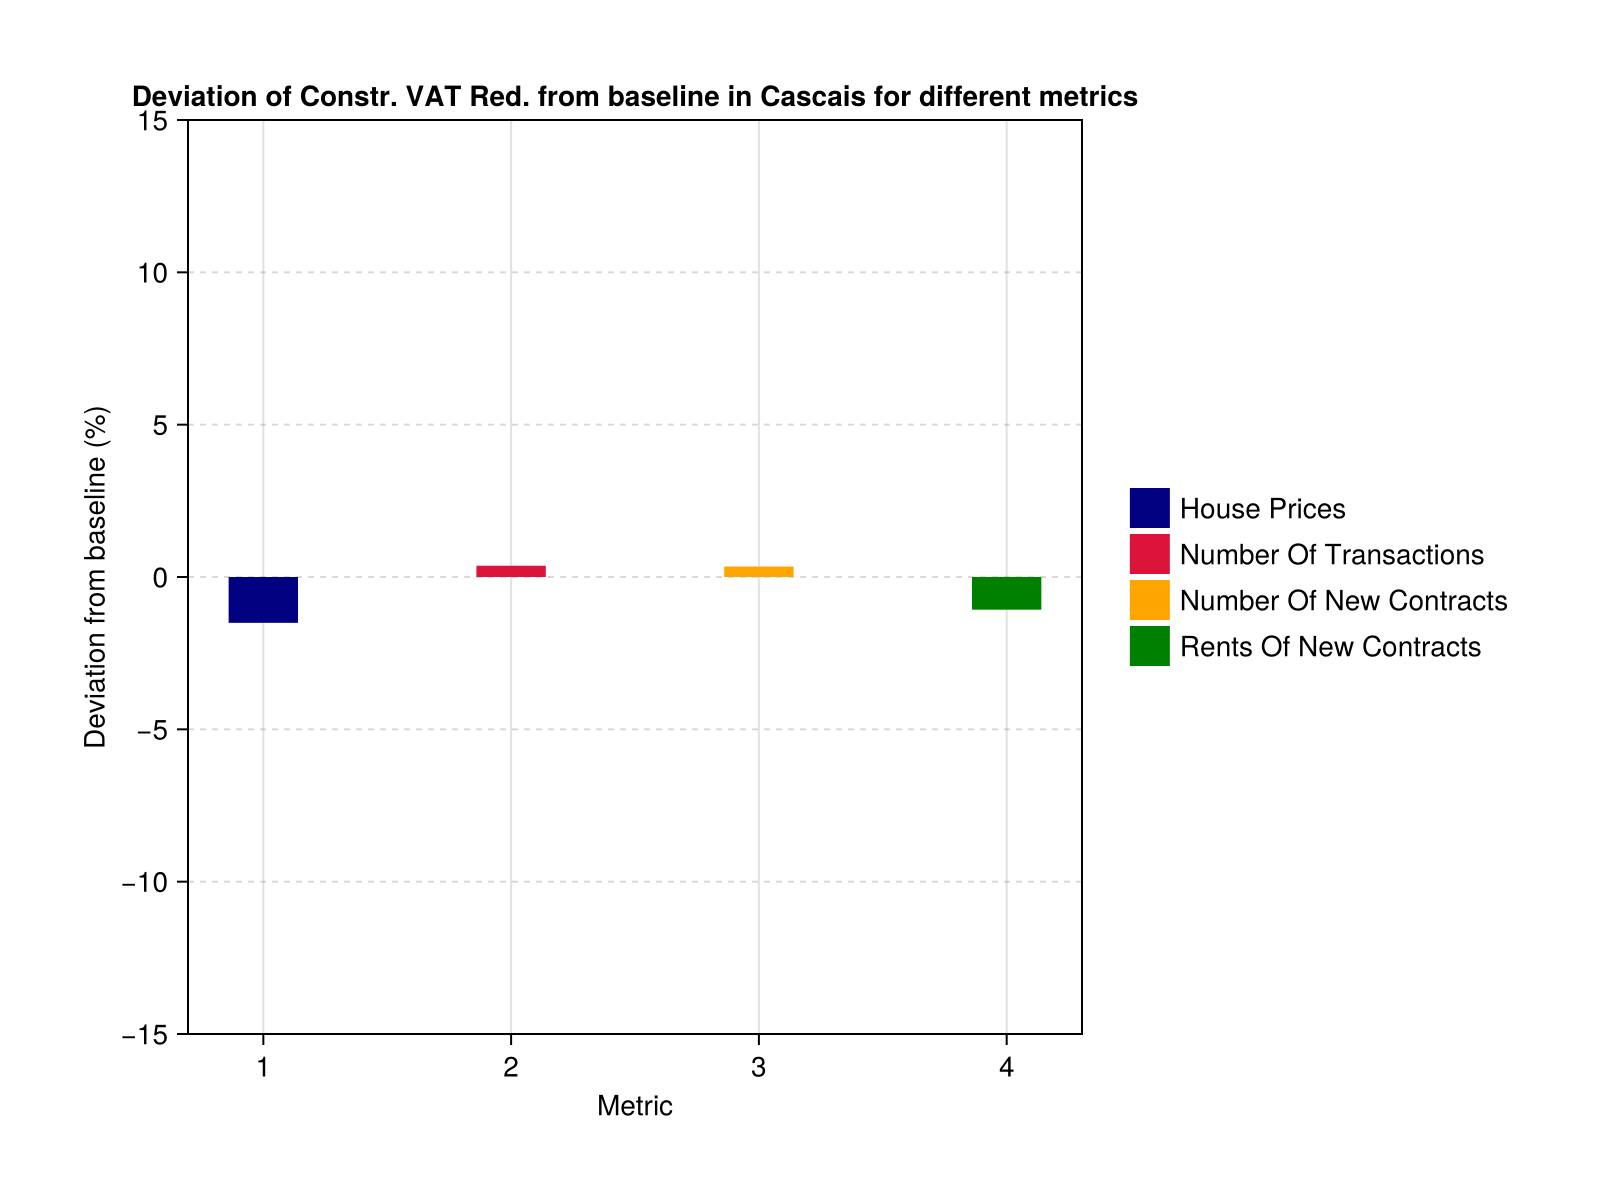 Deviation of Constr. VAT Red. from baseline in Cascais for different metrics
15
10
5
0
−5
−10
−15
Deviation from baseline (%)
1 2 3 4
Metric
House Prices
Number Of Transactions
Number Of New Contracts
Rents Of New Contracts